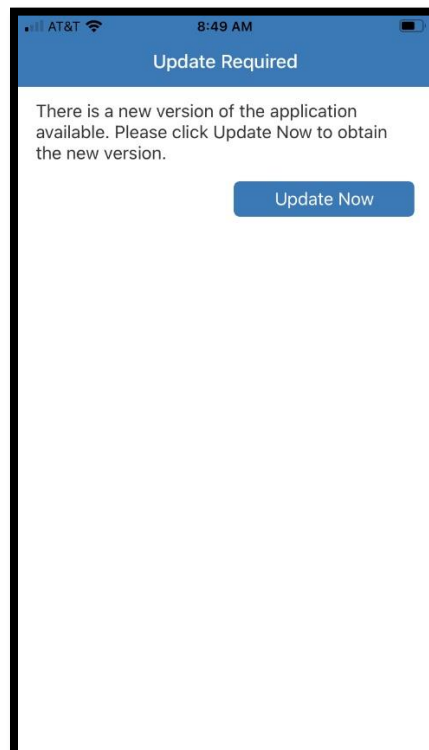 AT&T 8:49 AM
Update Required
There is a new version of the application
available. Please click Update Now to obtain
the new version.
Update Now